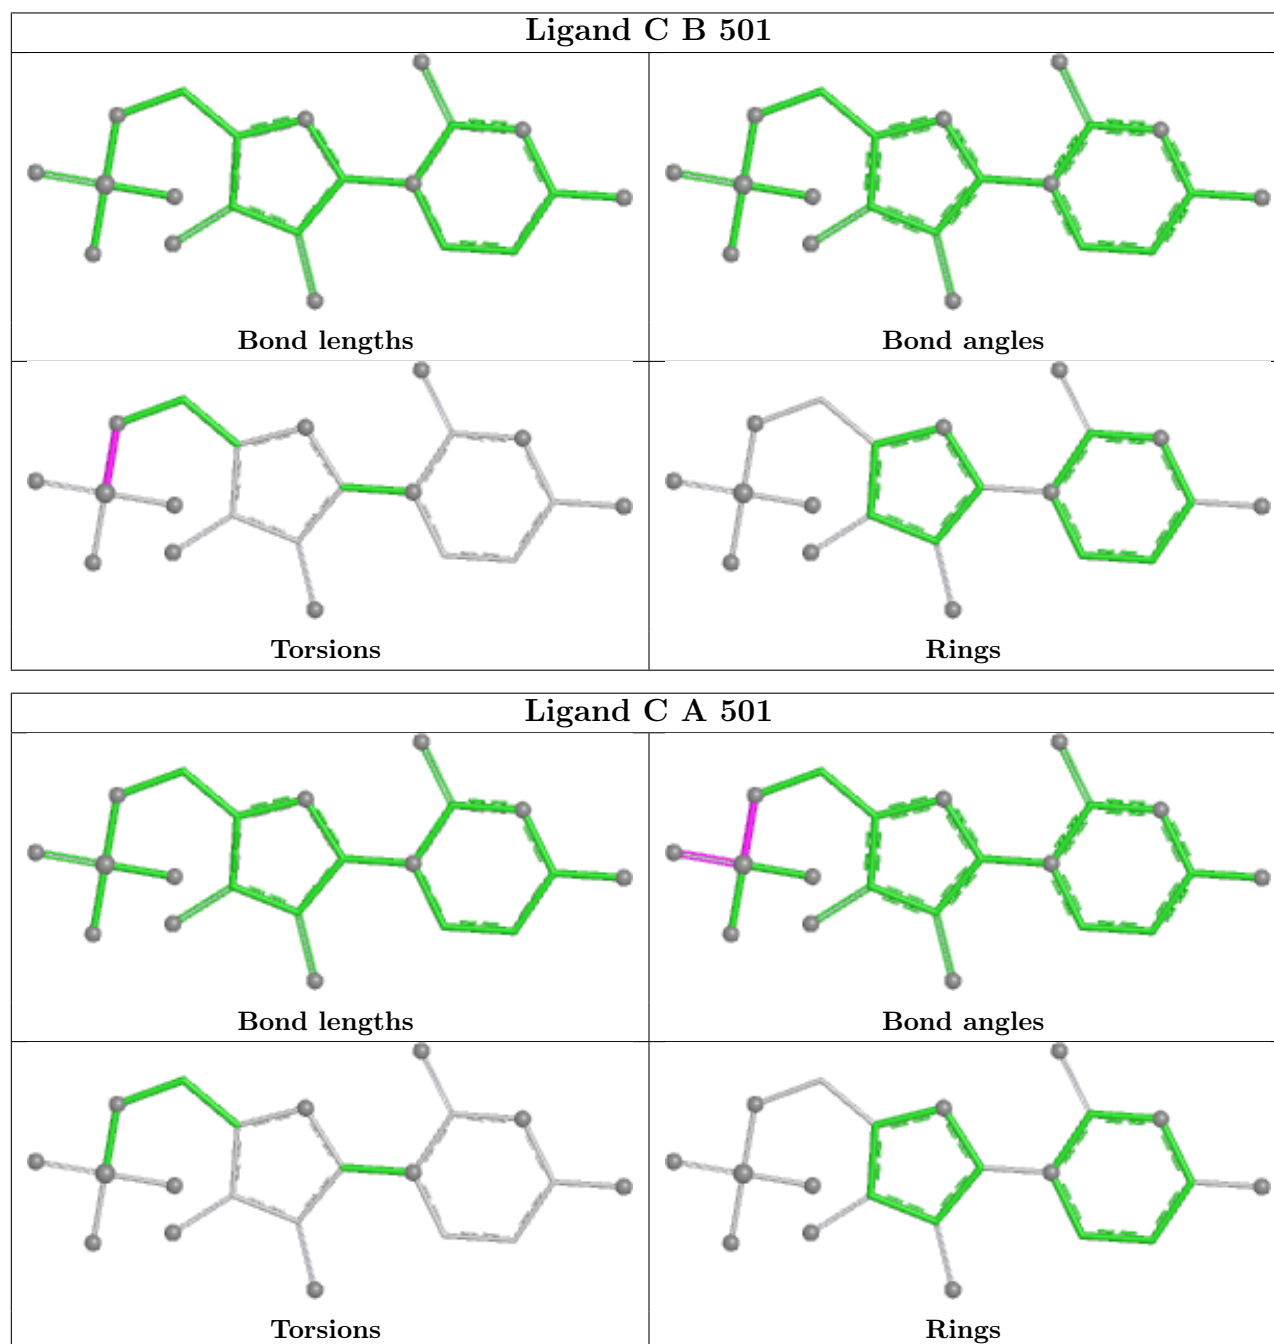 Ligand C B 501
Bond lengths
Bond angles
Torsions
Rings
Ligand C A 501
Bond lengths
Bond angles
Torsions
Rings